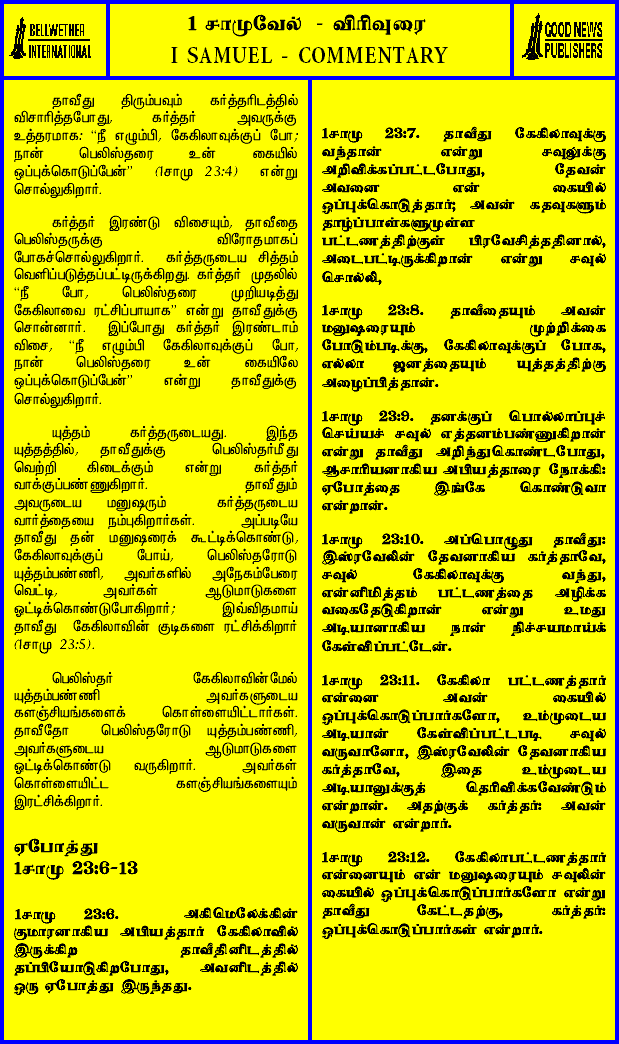 BELLWETHER
INTERNATIONAL
1 சாமுவேல் - விரிவுரை
I SAMUEL - COMMENTARY
GOOD NEWS
PUBLISHERS
தாவீது திரும்பவும் கர்த்தரிடத்தில்
விசாரித்தபோது, கர்த்தர் அவருக்கு
உத்தரமாக: “நீ எழும்பி, கேகிலாவுக்குப் போ;
நான் பெலிஸ்தரை உன் கையில்
ஒப்புக்கொடுப்பேன்” (1சாமு 23:4) என்று
சொல்லுகிறார்.
கர்த்தர் இரண்டு விசையும், தாவீதை
பெலிஸ்தருக்கு விரோதமாகப்
போகச்சொல்லுகிறார். கர்த்தருடைய சித்தம்
வெளிப்படுத்தப்பட்டிருக்கிறது. கர்த்தர் முதலில்
“நீ போ, பெலிஸ்தரை முறியடித்து
கேகிலாவை ரட்சிப்பாயாக” என்று தாவீதுக்கு
சொன்னார். இப்போது கர்த்தர் இரண்டாம்
விசை, “நீ எழும்பி கேகிலாவுக்குப் போ,
நான் பெலிஸ்தரை உன் கையிலே
ஒப்புக்கொடுப்பேன்” என்று தாவீதுக்கு
சொல்லுகிறார்.
யுத்தம் கர்த்தருடையது. இந்த
யுத்தத்தில், தாவீதுக்கு பெலிஸ்தர்மீது
வெற்றி கிடைக்கும் என்று கர்த்தர்
வாக்குப்பண்ணுகிறார். தாவீதும்
அவருடைய மனுஷரும் கர்த்தருடைய
வார்த்தையை நம்புகிறார்கள். அப்படியே
தாவீது தன் மனுஷரைக் கூட்டிக்கொண்டு,
கேகிலாவுக்குப் போய், பெலிஸ்தரோடு
யுத்தம்பண்ணி, அவர்களில் அநேகம்பேரை
வெட்டி, அவர்கள் ஆடுமாடுகளை
ஓட்டிக்கொண்டுபோகிறார்; இவ்விதமாய்
தாவீது கேகிலாவின் குடிகளை ரட்சிக்கிறார்
(1சாமு 23:5).
பெலிஸ்தர் கேகிலாவின்மேல்
யுத்தம்பண்ணி அவர்களுடைய
களஞ்சியங்களைக் கொள்ளையிட்டார்கள்.
தாவீதோ பெலிஸ்தரோடு யுத்தம்பண்ணி,
அவர்களுடைய ஆடுமாடுகளை
ஓட்டிக்கொண்டு வருகிறார். அவர்கள்
கொள்ளையிட்ட களஞ்சியங்களையும்
இரட்சிக்கிறார்.
ஏபோத்து
1சாமு 23:6-13
1சாமு 23:6. அகிமெலேக்கின்
குமாரனாகிய அபியத்தார் கேகிலாவில்
இருக்கிற தாவீதினிடத்தில்
தப்பியோடுகிறபோது, அவனிடத்தில்
ஒரு ஏபோத்து இருந்தது.
1சாமு 23:7. தாவீது கேகிலாவுக்கு
வந்தான் என்று சவுலுக்கு
அறிவிக்கப்பட்டபோது, தேவன்
அவனை என் கையில்
ஒப்புக்கொடுத்தார்; அவன் கதவுகளும்
தாழ்ப்பாள்களுமுள்ள
பட்டணத்திற்குள் பிரவேசித்ததினால்,
அடைபட்டிருக்கிறான் என்று சவுல்
சொல்லி,
1சாமு 23:8. தாவீதையும் அவன்
மனுஷரையும் முற்றிக்கை
போடும்படிக்கு, கேகிலாவுக்குப் போக,
எல்லா ஜனத்தையும் யுத்தத்திற்கு
அழைப்பித்தான்.
1சாமு 23:9. தனக்குப் பொல்லாப்புச்
செய்யச் சவுல் எத்தனம்பண்ணுகிறான்
என்று தாவீது அறிந்துகொண்டபோது,
ஆசாரியனாகிய அபியத்தாரை நோக்கி:
ஏபோத்தை இங்கே கொண்டுவா
என்றான்.
1சாமு 23:10. அப்பொழுது தாவீது:
இஸ்ரவேலின் தேவனாகிய கர்த்தாவே,
சவுல் கேகிலாவுக்கு வந்து,
என்னிமித்தம் பட்டணத்தை அழிக்க
வகைதேடுகிறான் என்று உமது
அடியானாகிய நான் நிச்சயமாய்க்
கேள்விப்பட்டேன்.
1சாமு 23:11. கேகிலா பட்டணத்தார்
என்னை அவன் கையில்
ஒப்புக்கொடுப்பார்களோ, உம்முடைய
அடியான் கேள்விப்பட்டபடி சவுல்
வருவானோ, இஸ்ரவேலின் தேவனாகிய
கர்த்தாவே, இதை உம்முடைய
அடியானுக்குத் தெரிவிக்கவேண்டும்
என்றான். அதற்குக் கர்த்தர்: அவன்
வருவான் என்றார்.
1சாமு 23:12. கேகிலாபட்டணத்தார்
என்னையும் என் மனுஷரையும் சவுலின்
கையில் ஒப்புக்கொடுப்பார்களோ என்று
தாவீது கேட்டதற்கு, கர்த்தர்:
ஒப்புக்கொடுப்பார்கள் என்றார்.